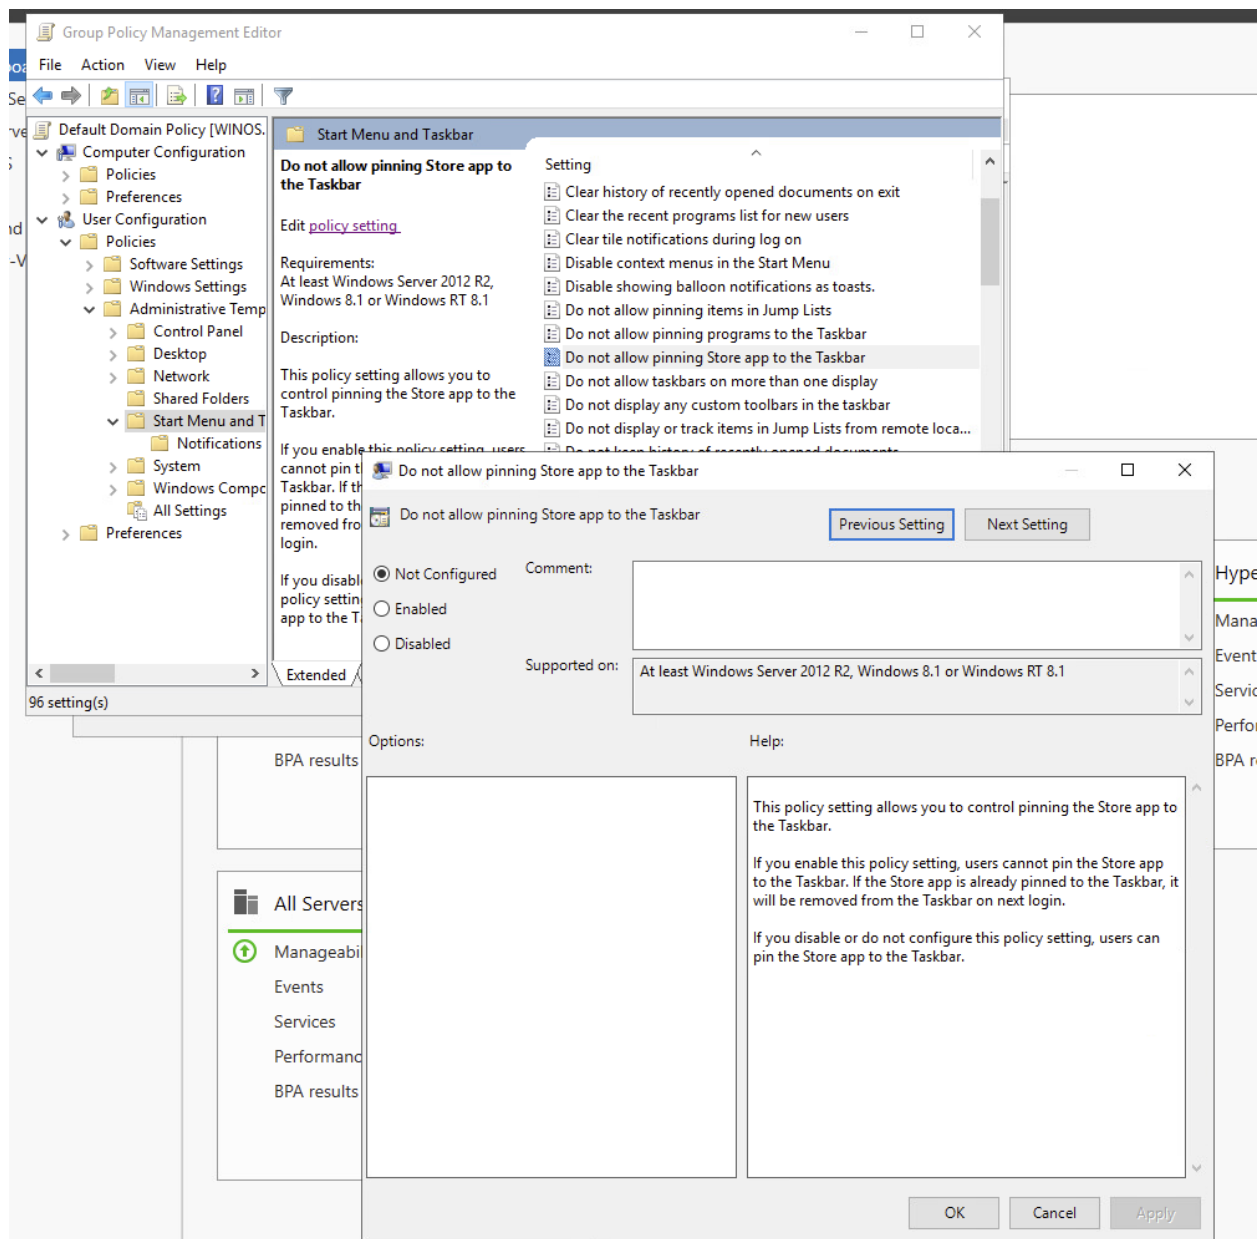 Group Policy Management Editor
File Action View Help
Default Domain Policy [WINOS.
Computer Configuration
Policies
Preferences
User Configuration
Policies
Software Settings
Windows Settings
Administrative Temp
Control Panel
Desktop
Network
Shared Folders
Start Menu and T
Notifications
System
Windows Compo
All Settings
Preferences
96 setting(s)
Start Menu and Taskbar
Do not allow pinning Store app to
the Taskbar
Edit policy setting
Requirements:
At least Windows Server 2012 R2,
Windows 8.1 or Windows RT 8.1
Description:
This policy setting allows you to
control pinning the Store app to the
Taskbar.
If you enable this policy setting, users
cannot pin t
Taskbar. If th
pinned to th
removed fro
login.
If you disabl
policy settin
app to the T
Extended
Setting
Clear history of recently opened documents on exit
Clear the recent programs list for new users
Clear tile notifications during log on
Disable context menus in the Start Menu
Disable showing balloon notifications as toasts.
Do not allow pinning items in Jump Lists
Do not allow pinning programs to the Taskbar
Do not allow pinning Store app to the Taskbar
Do not allow taskbars on more than one display
Do not display any custom toolbars in the taskbar
Do not display or track items in Jump Lists from remote loca...
Do not keep history of recently opened documents
Do not allow pinning Store app to the Taskbar
Do not allow pinning Store app to the Taskbar
Previous Setting
Next Setting
Not Configured
Enabled
Disabled
Comment:
Supported on:
At least Windows Server 2012 R2, Windows 8.1 or Windows RT 8.1
Options:
Help:
This policy setting allows you to control pinning the Store app to
the Taskbar.
If you enable this policy setting, users cannot pin the Store app
to the Taskbar. If the Store app is already pinned to the Taskbar, it
will be removed from the Taskbar on next login.
If you disable or do not configure this policy setting, users can
pin the Store app to the Taskbar.
OK
Cancel
Apply
BPA results
All Servers
Manageabi
Events
Services
Performanc
BPA results
Hype
Mana
Event
Servic
Perfor
BPA r